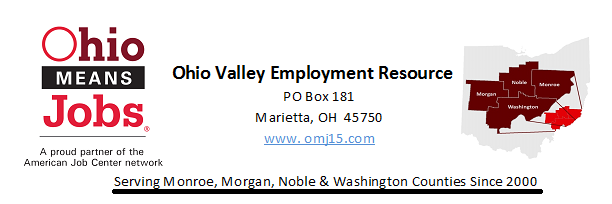 Ohio
MEANS
Jobs®
A proud partner of the
American Job Center network
Ohio Valley Employment Resource
PO Box 181
Marietta, OH 45750
www. omj15.com
Noble
Monroe
Morgan
Washington
Serving Monroe, Morgan, Noble & Washington Counties Since 2000